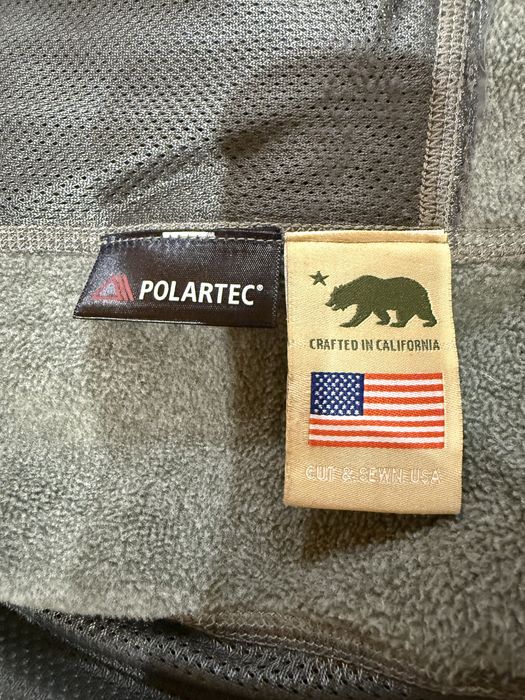 POLARTEC®
CRAFTED IN CALIFORNIA
CUT & SEWN USA